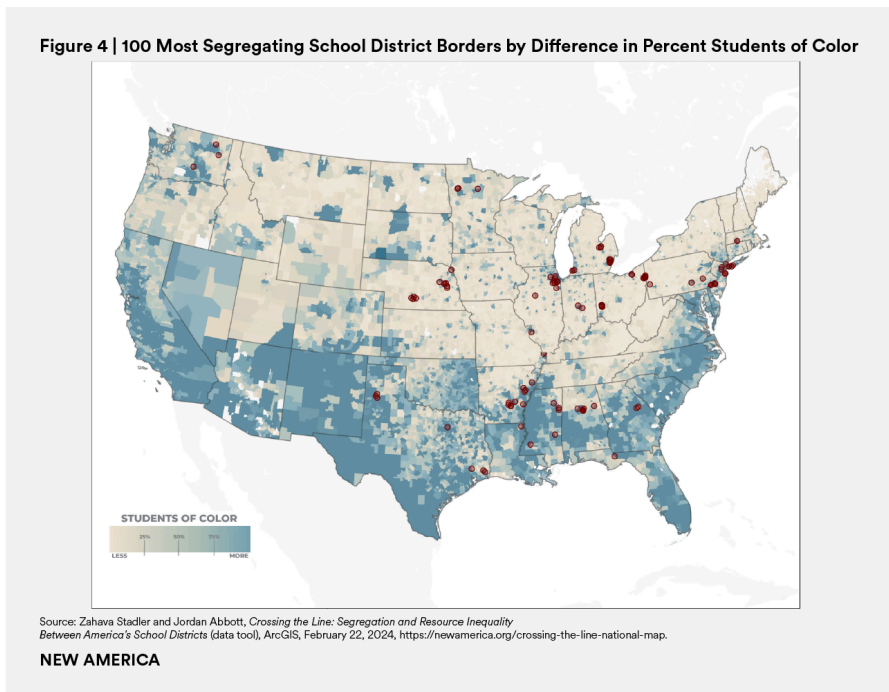 Figure 4 | 100 Most Segregating School District Borders by Difference in Percent Students of Color
STUDENTS OF COLOR
25%
50%
75%
LESS
MORE
Source: Zahava Stadler and Jordan Abbott, Crossing the Line: Segregation and Resource Inequality
Between America's School Districts (data tool), ArcGIS, February 22, 2024, https://newamerica.org/crossing-the-line-national-map.
NEW AMERICA